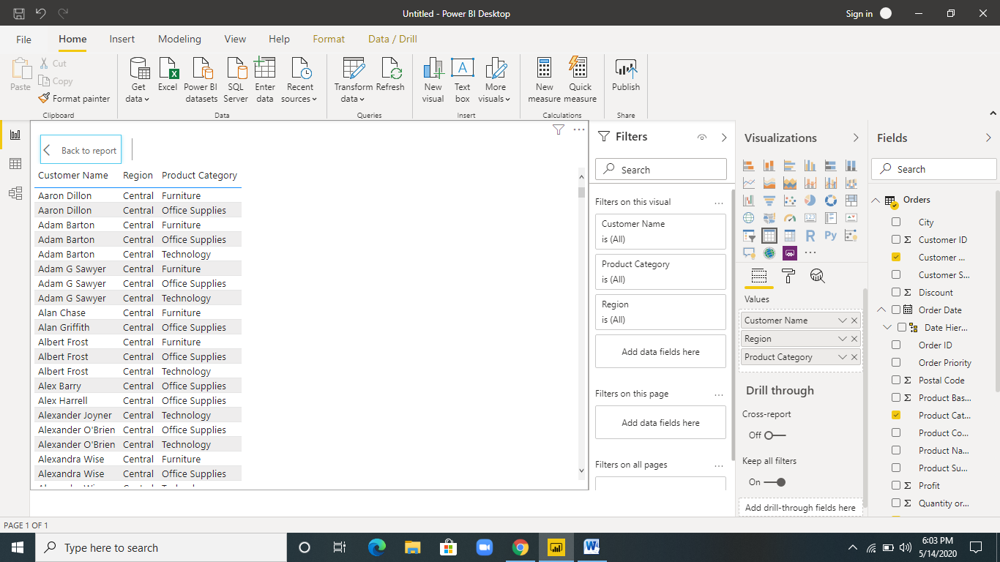 Untitled - Power BI Desktop
Sign in
File Home Insert Modeling View Help Format Data / Drill
Paste
Cut
Copy
Format painter
Clipboard
Get data
Excel
Power BI datasets
SQL Server
Enter data
Recent sources
Data
Transform data
Refresh
Queries
New visual
Text box
More visuals
Insert
New measure
Quick measure
Calculations
Publish
Share
Back to report
Customer Name Region Product Category
Aaron Dillon Central Furniture
Aaron Dillon Central Office Supplies
Adam Barton Central Furniture
Adam Barton Central Office Supplies
Adam Barton Central Technology
Adam G Sawyer Central Furniture
Adam G Sawyer Central Office Supplies
Adam G Sawyer Central Technology
Alan Chase Central Furniture
Alan Griffith Central Office Supplies
Albert Frost Central Furniture
Albert Frost Central Office Supplies
Albert Frost Central Technology
Alex Barry Central Office Supplies
Alex Harrell Central Office Supplies
Alexander Joyner Central Technology
Alexander O'Brien Central Office Supplies
Alexander O'Brien Central Technology
Alexandra Wise Central Furniture
Alexandra Wise Central Office Supplies
Filters
Search
Filters on this visual ...
Customer Name
is (All)
Product Category
is (All)
Region
is (All)
Add data fields here
Filters on this page ...
Add data fields here
Filters on all pages ...
Visualizations
R Py
Values
Customer Name
Region
Product Category
Drill through
Cross-report
Off
Keep all filters
On
Add drill-through fields here
Fields
Search
Orders
City
Σ Customer ID
Customer ...
Customer S...
Σ Discount
Order Date
Date Hier...
Order ID
Order Priority
Σ Postal Code
Σ Product Bas...
Product Cat...
Product Co...
Product Na...
Product Su...
Σ Profit
Σ Quantity or...
PAGE 1 OF 1
Type here to search
6:03 PM
5/14/2020